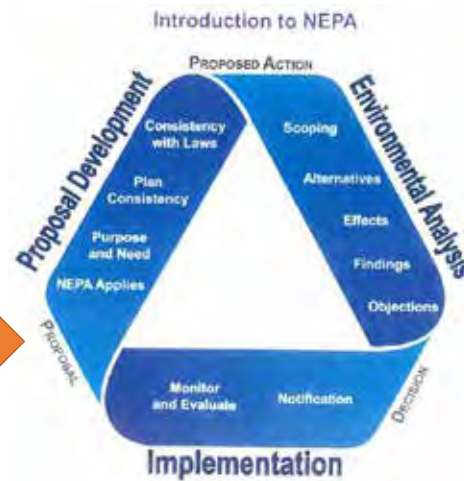 Introduction to NEPA
PROPOSED ACTION
Proposal Development
Consistency
with Laws
Plan
Consistency
Purpose
and Need
NEPA Applies
PROPOSAL
Environmental Analysis
Scoping
Alternatives
Effects
Findings
Objections
DECISION
Monitor
and Evaluate
Notification
Implementation